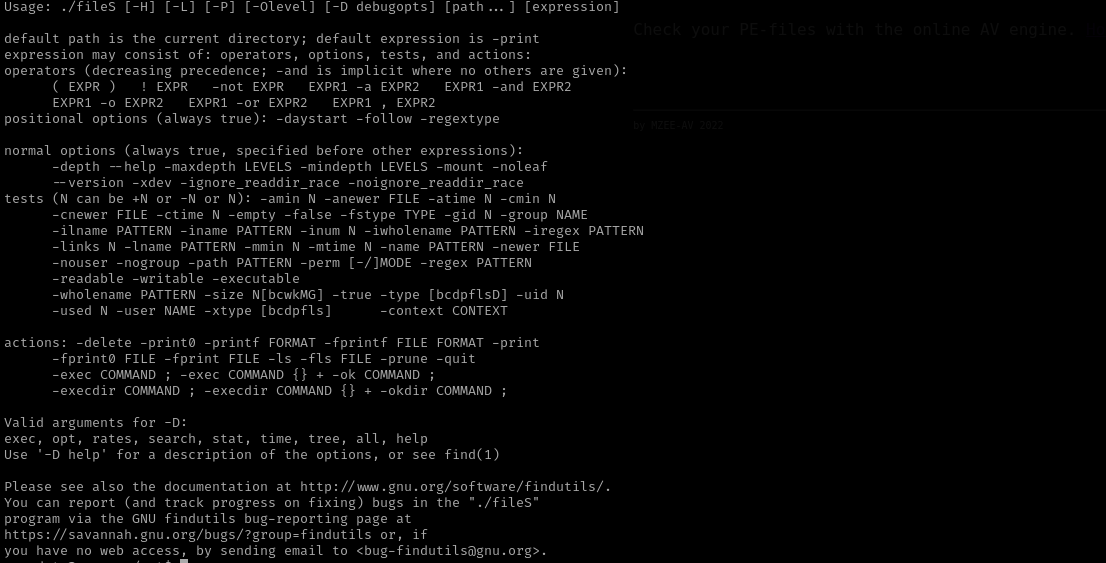 Usage: ./fileS [-H] [-L] [-P] [-Olevel] [-D debugopts] [path...] [expression]
default path is the current directory; default expression is -print
expression may consist of: operators, options, tests, and actions:
operators (decreasing precedence; -and is implicit where no others are given):
      ( EXPR )   ! EXPR   -not EXPR   EXPR1 -a EXPR2   EXPR1 -and EXPR2
      EXPR1 -o EXPR2   EXPR1 -or EXPR2   EXPR1 , EXPR2
positional options (always true): -daystart -follow -regextype
normal options (always true, specified before other expressions):
      -depth --help -maxdepth LEVELS -mindepth LEVELS -mount -noleaf
      --version -xdev -ignore_readdir_race -noignore_readdir_race
tests (N can be +N or -N or N): -amin N -anewer FILE -atime N -cmin N
      -cnewer FILE -ctime N -empty -false -fstype TYPE -gid N -group NAME
      -ilname PATTERN -iname PATTERN -inum N -iwholename PATTERN -iregex PATTERN
      -links N -lname PATTERN -mmin N -mtime N -name PATTERN -newer FILE
      -nouser -nogroup -path PATTERN -perm [-/]MODE -regex PATTERN
      -readable -writable -executable
      -wholename PATTERN -size N[bcwkMG] -true -type [bcdpflsD] -uid N
      -used N -user NAME -xtype [bcdpfls]      -context CONTEXT
actions: -delete -print0 -printf FORMAT -fprintf FILE FORMAT -print
      -fprint0 FILE -fprint FILE -ls -fls FILE -prune -quit
      -exec COMMAND ; -exec COMMAND {} + -ok COMMAND ;
      -execdir COMMAND ; -execdir COMMAND {} + -okdir COMMAND ;
Valid arguments for -D:
exec, opt, rates, search, stat, time, tree, all, help
Use '-D help' for a description of the options, or see find(1)
Please see also the documentation at http://www.gnu.org/software/findutils/.
You can report (and track progress on fixing) bugs in the "./fileS"
program via the GNU findutils bug-reporting page at
https://savannah.gnu.org/bugs/?group=findutils or, if
you have no web access, by sending email to <bug-findutils@gnu.org>.
Check your PE-files with the online AV engine.
by MZEE-AV 2022